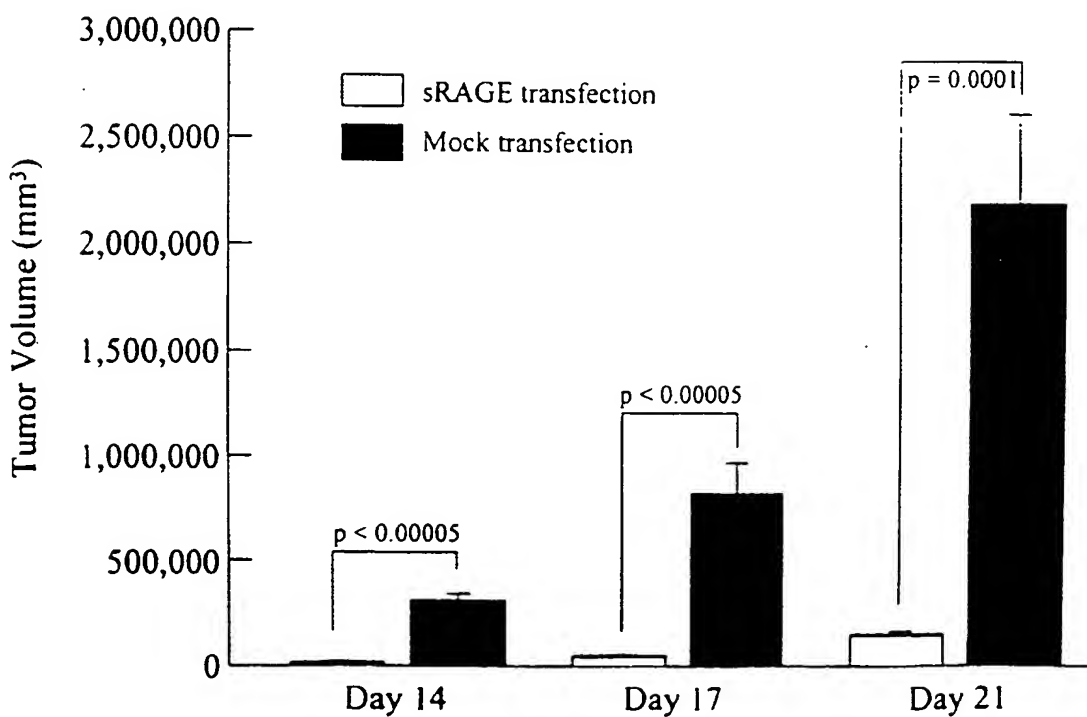 3,000,000
2,500,000
2,000,000
1,500,000
1,000,000
500,000
0
Tumor Volume (mm³)
sRAGE transfection
Mock transfection
p < 0.00005
p < 0.00005
p = 0.0001
Day 14
Day 17
Day 21